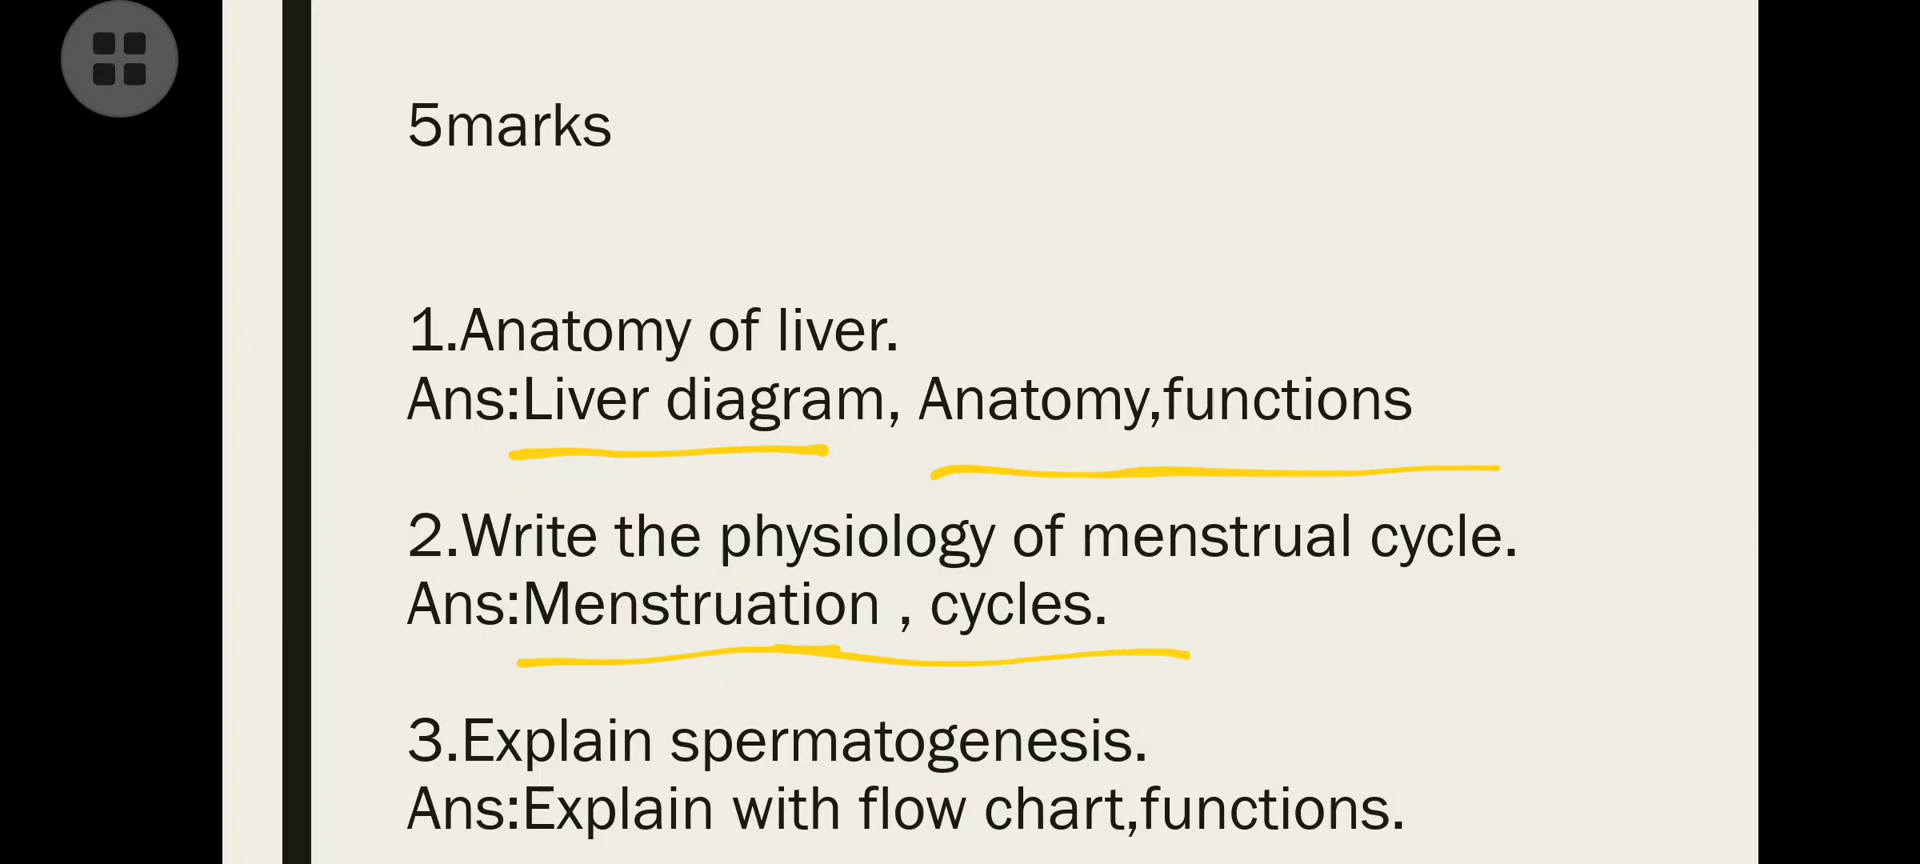 5marks
1.Anatomy of liver.
Ans:Liver diagram, Anatomy,functions
2.Write the physiology of menstrual cycle.
Ans:Menstruation , cycles.
3.Explain spermatogenesis.
Ans:Explain with flow chart,functions.